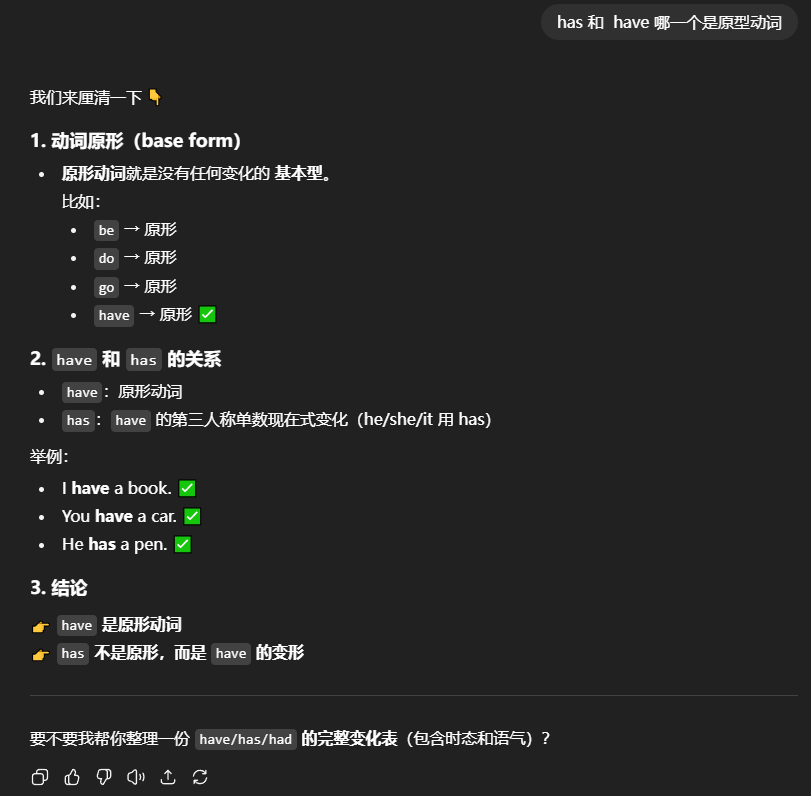 has 和  have 哪一个是原型动词
我们来厘清一下 👇
1. 动词原形（base form）
• 原形动词就是没有任何变化的 基本型。
比如：
• be → 原形
• do → 原形
• go → 原形
• have → 原形 ✅
2. have 和 has 的关系
• have：原形动词
• has：have 的第三人称单数现在式变化（he/she/it 用 has）
举例：
• I have a book. ✅
• You have a car. ✅
• He has a pen. ✅
3. 结论
👉 have 是原形动词
👉 has 不是原形，而是 have 的变形
要不要我帮你整理一份 have/has/had 的完整变化表（包含时态和语气）？